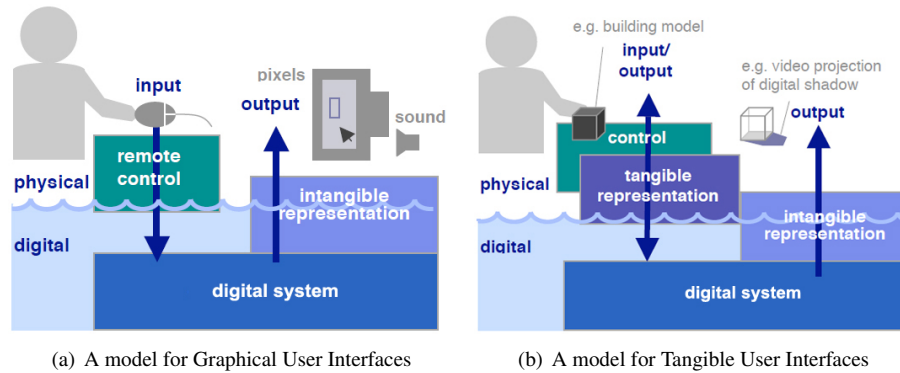 input
pixels
output
sound
remote
control
physical
intangible
representation
digital
digital system
(a) A model for Graphical User Interfaces
e.g. building model
input/
output
e.g. video projection
of digital shadow
output
control
physical
tangible
representation
intangible
representation
digital
digital system
(b) A model for Tangible User Interfaces